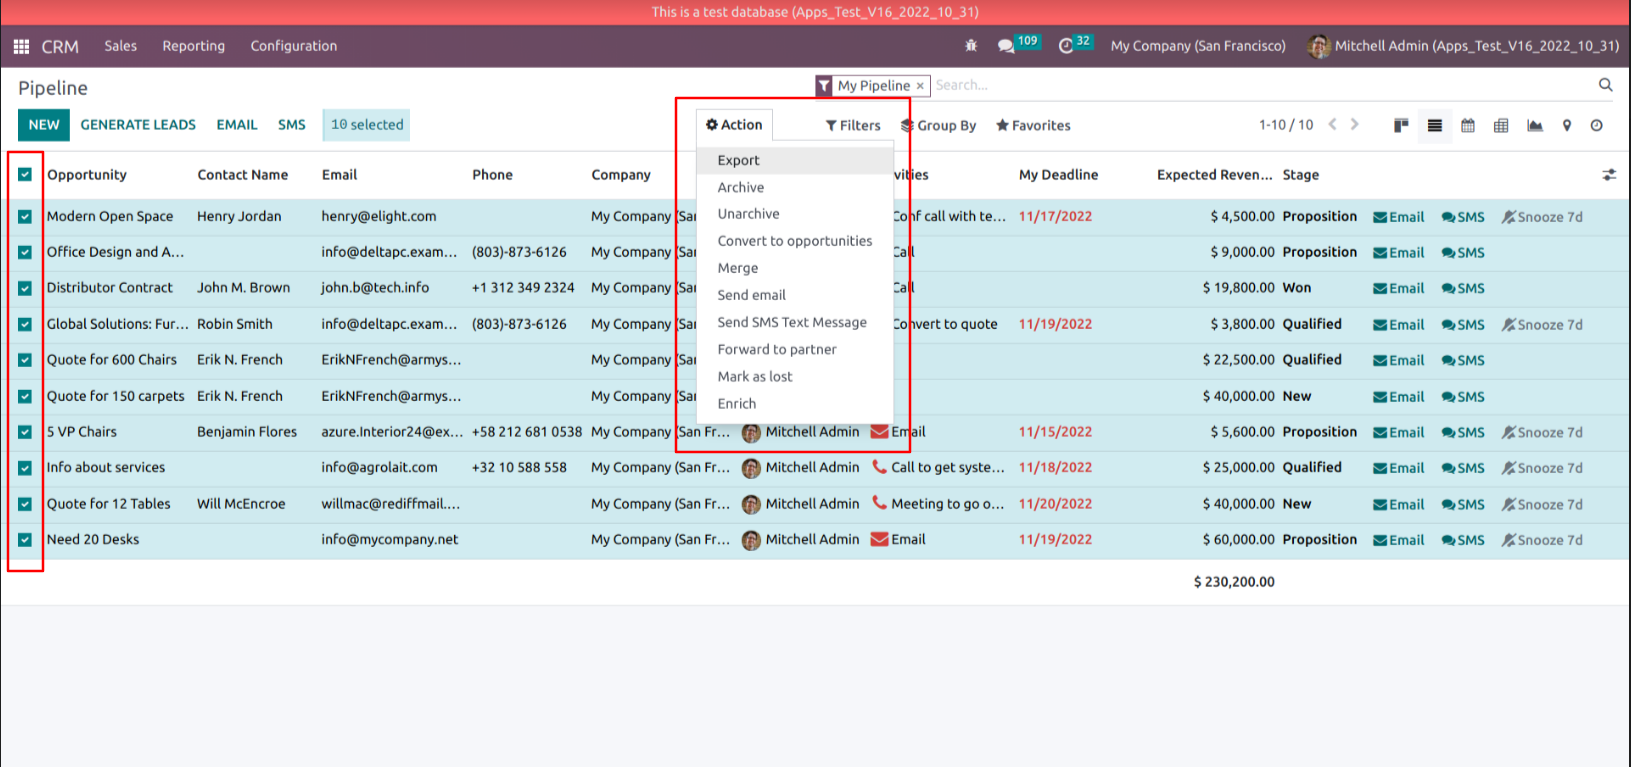 This is a test database (Apps_Test_V16_2022_10_31)
CRM Sales Reporting Configuration 109 32 My Company (San Francisco) Mitchell Admin (Apps_Test_V16_2022_10_31)
Pipeline My Pipeline × Search...
NEW GENERATE LEADS EMAIL SMS 10 selected Action Filters Group By Favorites 1-10 / 10
Opportunity Contact Name Email Phone Company vities My Deadline Expected Reven... Stage
Modern Open Space Henry Jordan henry@elight.com My Company (Sar Conf call with te... 11/17/2022 $ 4,500.00 Proposition Email SMS Snooze 7d
Office Design and A... info@deltapc.exam... (803)-873-6126 My Company (Sar Call $ 9,000.00 Proposition Email SMS
Distributor Contract John M. Brown john.b@tech.info +1 312 349 2324 My Company (Sar Call $ 19,800.00 Won Email SMS
Global Solutions: Fur... Robin Smith info@deltapc.exam... (803)-873-6126 My Company (Sar Convert to quote 11/19/2022 $ 3,800.00 Qualified Email SMS Snooze 7d
Quote for 600 Chairs Erik N. French ErikNFrench@armys... My Company (Sar $ 22,500.00 Qualified Email SMS
Quote for 150 carpets Erik N. French ErikNFrench@armys... My Company (Sar $ 40,000.00 New Email SMS
5 VP Chairs Benjamin Flores azure.Interior24@ex... +58 212 681 0538 My Company (San Fr... Mitchell Admin Email 11/15/2022 $ 5,600.00 Proposition Email SMS Snooze 7d
Info about services info@agrolait.com +32 10 588 558 My Company (San Fr... Mitchell Admin Call to get syste... 11/18/2022 $ 25,000.00 Qualified Email SMS Snooze 7d
Quote for 12 Tables Will McEncroe willmac@rediffmail.... My Company (San Fr... Mitchell Admin Meeting to go o... 11/20/2022 $ 40,000.00 New Email SMS Snooze 7d
Need 20 Desks info@mycompany.net My Company (San Fr... Mitchell Admin Email 11/19/2022 $ 60,000.00 Proposition Email SMS Snooze 7d
$ 230,200.00
Export
Archive
Unarchive
Convert to opportunities
Merge
Send email
Send SMS Text Message
Forward to partner
Mark as lost
Enrich